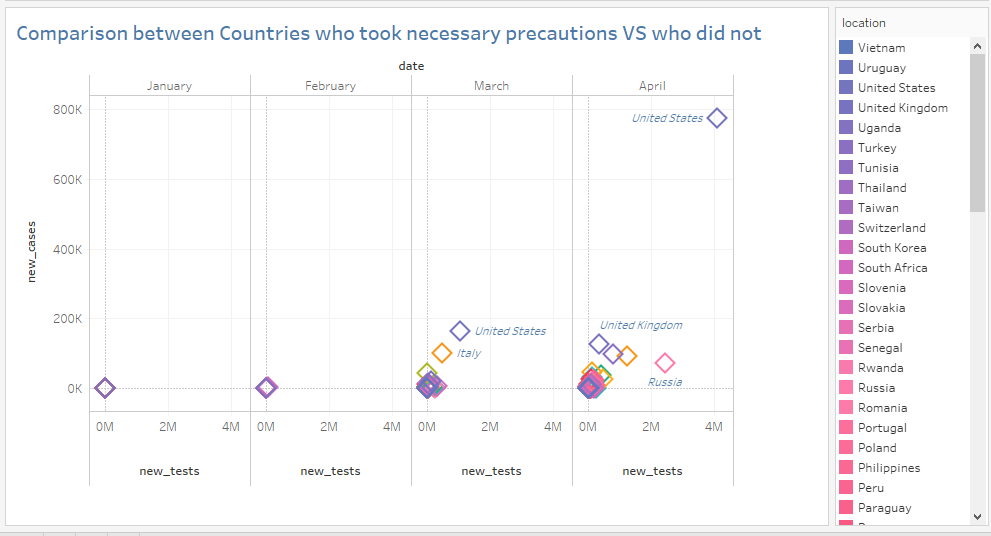 Comparison between Countries who took necessary precautions VS who did not
date
January February March April
800K
600K
400K
200K
0K
new_cases
United States
United States
Italy
United Kingdom
Russia
0M 2M 4M 0M 2M 4M 0M 2M 4M 0M 2M 4M
new_tests new_tests new_tests new_tests
location
Vietnam
Uruguay
United States
United Kingdom
Uganda
Turkey
Tunisia
Thailand
Taiwan
Switzerland
South Korea
South Africa
Slovenia
Slovakia
Serbia
Senegal
Rwanda
Russia
Romania
Portugal
Poland
Philippines
Peru
Paraguay